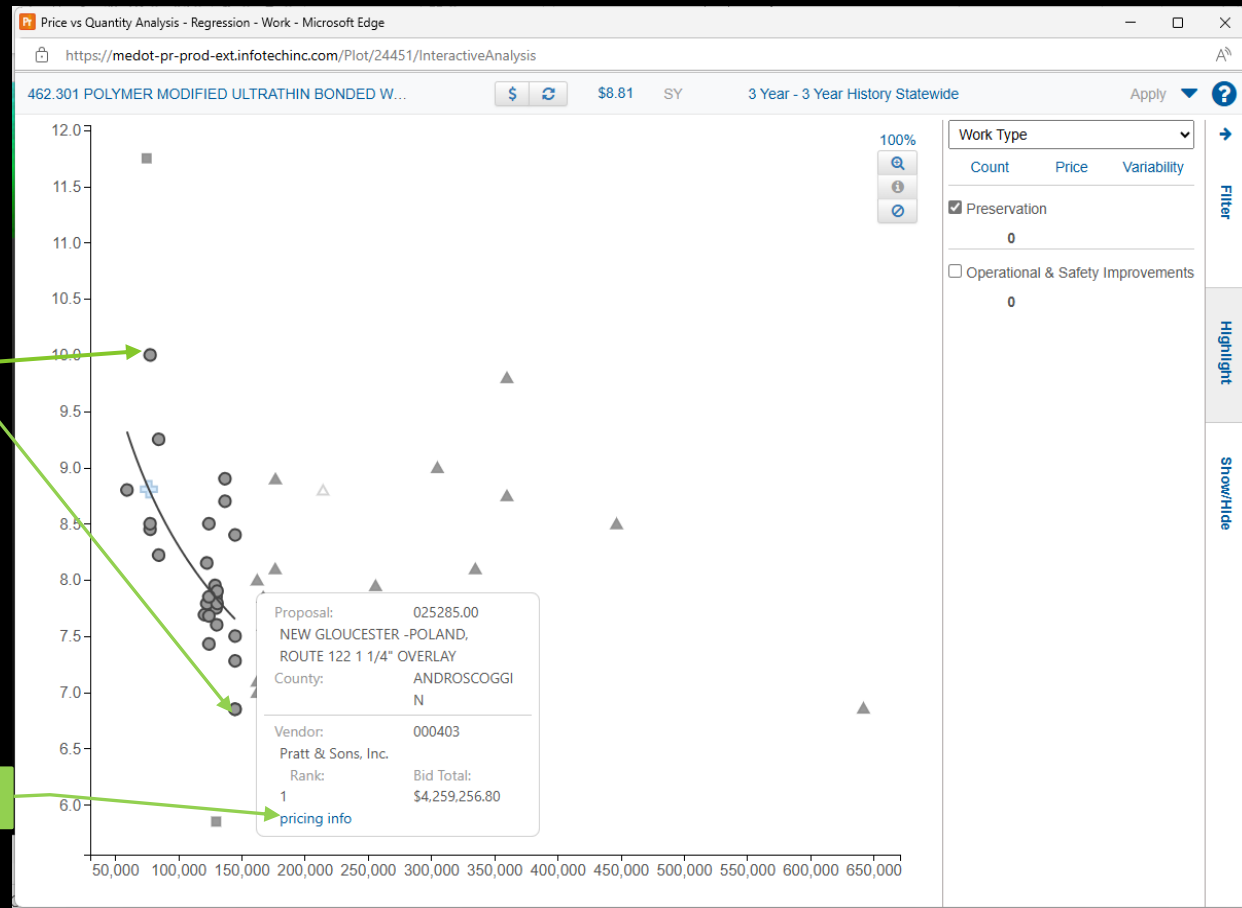 Price vs Quantity Analysis - Regression - Work - Microsoft Edge
https://medot-pr-prod-ext.infotechinc.com/Plot/24451/InteractiveAnalysis
462.301 POLYMER MODIFIED ULTRATHIN BONDED W... $ $8.81 SY 3 Year - 3 Year History Statewide Apply ?
12.0
11.5
11.0
10.5
10.0
9.5
9.0
8.5
8.0
7.5
7.0
6.5
6.0
50,000 100,000 150,000 200,000 250,000 300,000 350,000 400,000 450,000 500,000 550,000 600,000 650,000
100%
Proposal: 025285.00
NEW GLOUCESTER -POLAND,
ROUTE 122 1 1/4" OVERLAY
County: ANDROSCOGGI
N
Vendor: 000403
Pratt & Sons, Inc.
Rank: Bid Total:
1 $4,259,256.80
pricing info
Work Type
Count Price Variability
Preservation
0
Operational & Safety Improvements
0
Filter
Highlight
Show/Hide